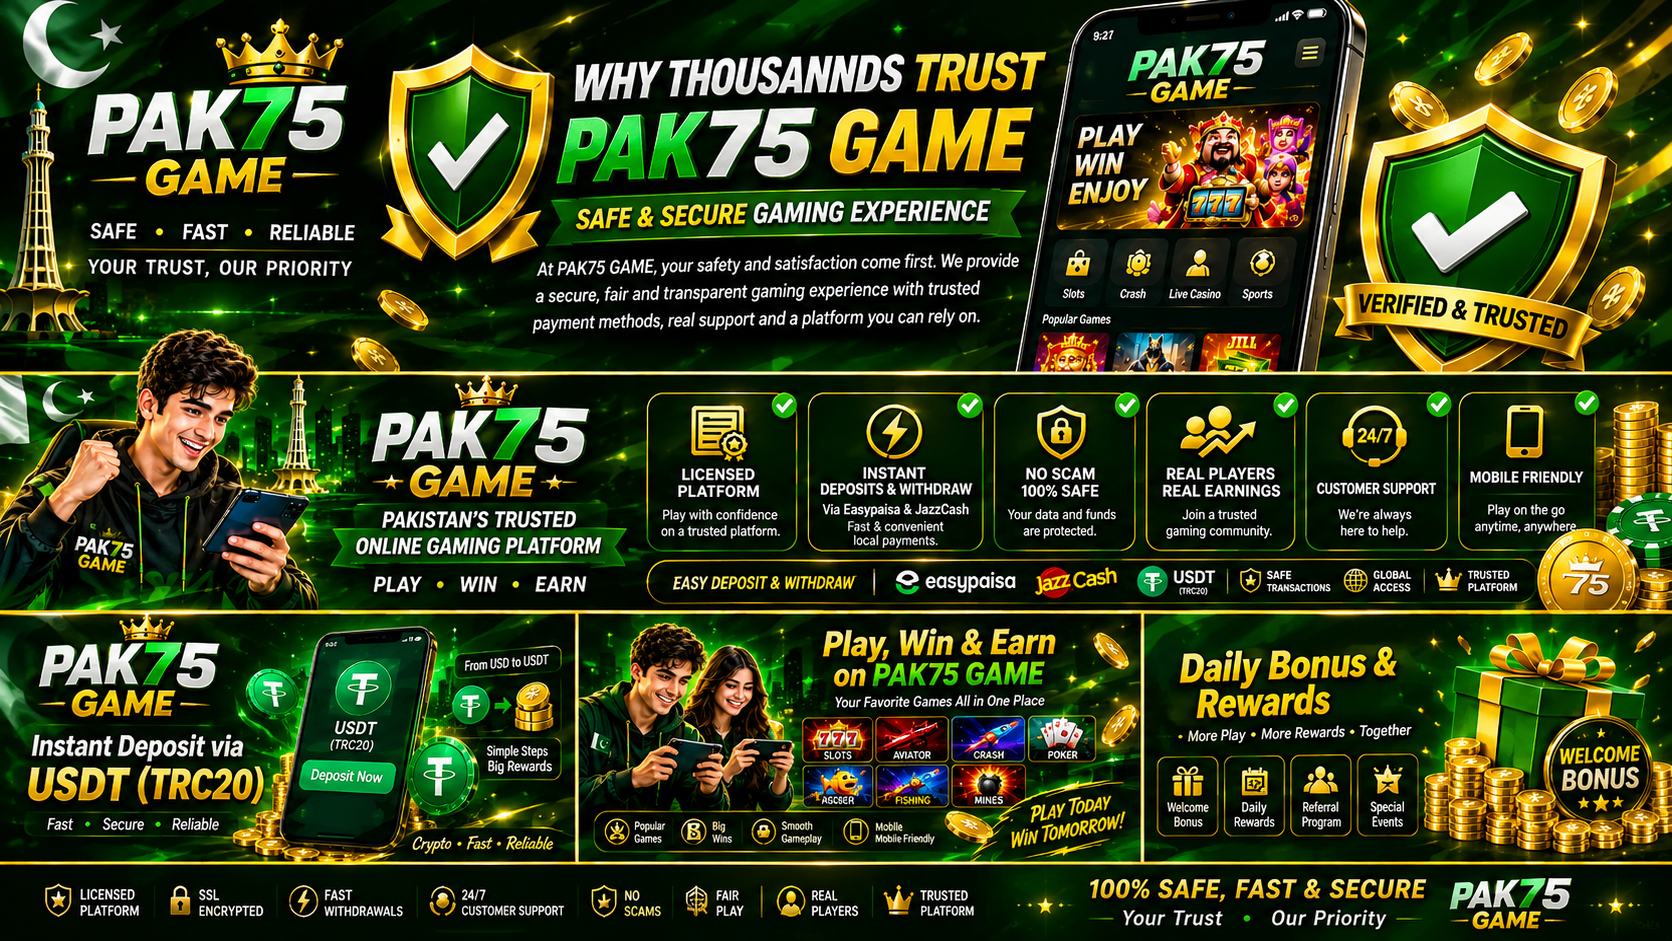 PAK75
GAME
SAFE • FAST • RELIABLE
YOUR TRUST, OUR PRIORITY
WHY THOUSANNDS TRUST
PAK75 GAME
SAFE & SECURE GAMING EXPERIENCE
At PAK75 GAME, your safety and satisfaction come first. We provide
a secure, fair and transparent gaming experience with trusted
payment methods, real support and a platform you can rely on.
9:27
PAK75
GAME
PLAY
WIN
ENJOY
777
Slots
Crash
Live Casino
Sports
Popular Games
JILL
VERIFIED & TRUSTED
PAK75
GAME
PAK75
GAME
PAKISTAN'S TRUSTED
ONLINE GAMING PLATFORM
PLAY • WIN • EARN
LICENSED
PLATFORM
Play with confidence
on a trusted platform.
INSTANT
DEPOSITS & WITHDRAW
Via Easypaisa & JazzCash
Fast & convenient
local payments.
NO SCAM
100% SAFE
Your data and funds
are protected.
REAL PLAYERS
REAL EARNINGS
Join a trusted
gaming community.
24/7
CUSTOMER SUPPORT
We're always
here to help.
MOBILE FRIENDLY
Play on the go
anytime, anywhere.
EASY DEPOSIT & WITHDRAW
easypaisa
JazzCash
USDT
(TRC20)
SAFE
TRANSACTIONS
GLOBAL
ACCESS
TRUSTED
PLATFORM
75
PAK75
GAME
Instant Deposit via
USDT (TRC20)
Fast • Secure • Reliable
USDT
(TRC20)
Deposit Now
From USD to USDT
Simple Steps
Big Rewards
Crypto • Fast • Reliable
Play, Win & Earn
on PAK75 GAME
Your Favorite Games All in One Place
777
SLOTS
AVIATOR
CRASH
POKER
ASCSER
FISHING
MINES
Popular
Games
Big
Wins
Smooth
Gameplay
Mobile
Mobile Friendly
PLAY TODAY
WIN TOMORROW!
Daily Bonus &
Rewards
• More Play • More Rewards • Together
Welcome
Bonus
Daily
Rewards
Referral
Program
Special
Events
WELCOME
BONUS
LICENSED
PLATFORM
SSL
ENCRYPTED
FAST
WITHDRAWALS
24/7
CUSTOMER SUPPORT
NO
SCAMS
FAIR
PLAY
REAL
PLAYERS
TRUSTED
PLATFORM
100% SAFE, FAST & SECURE
Your Trust • Our Priority
PAK75
GAME